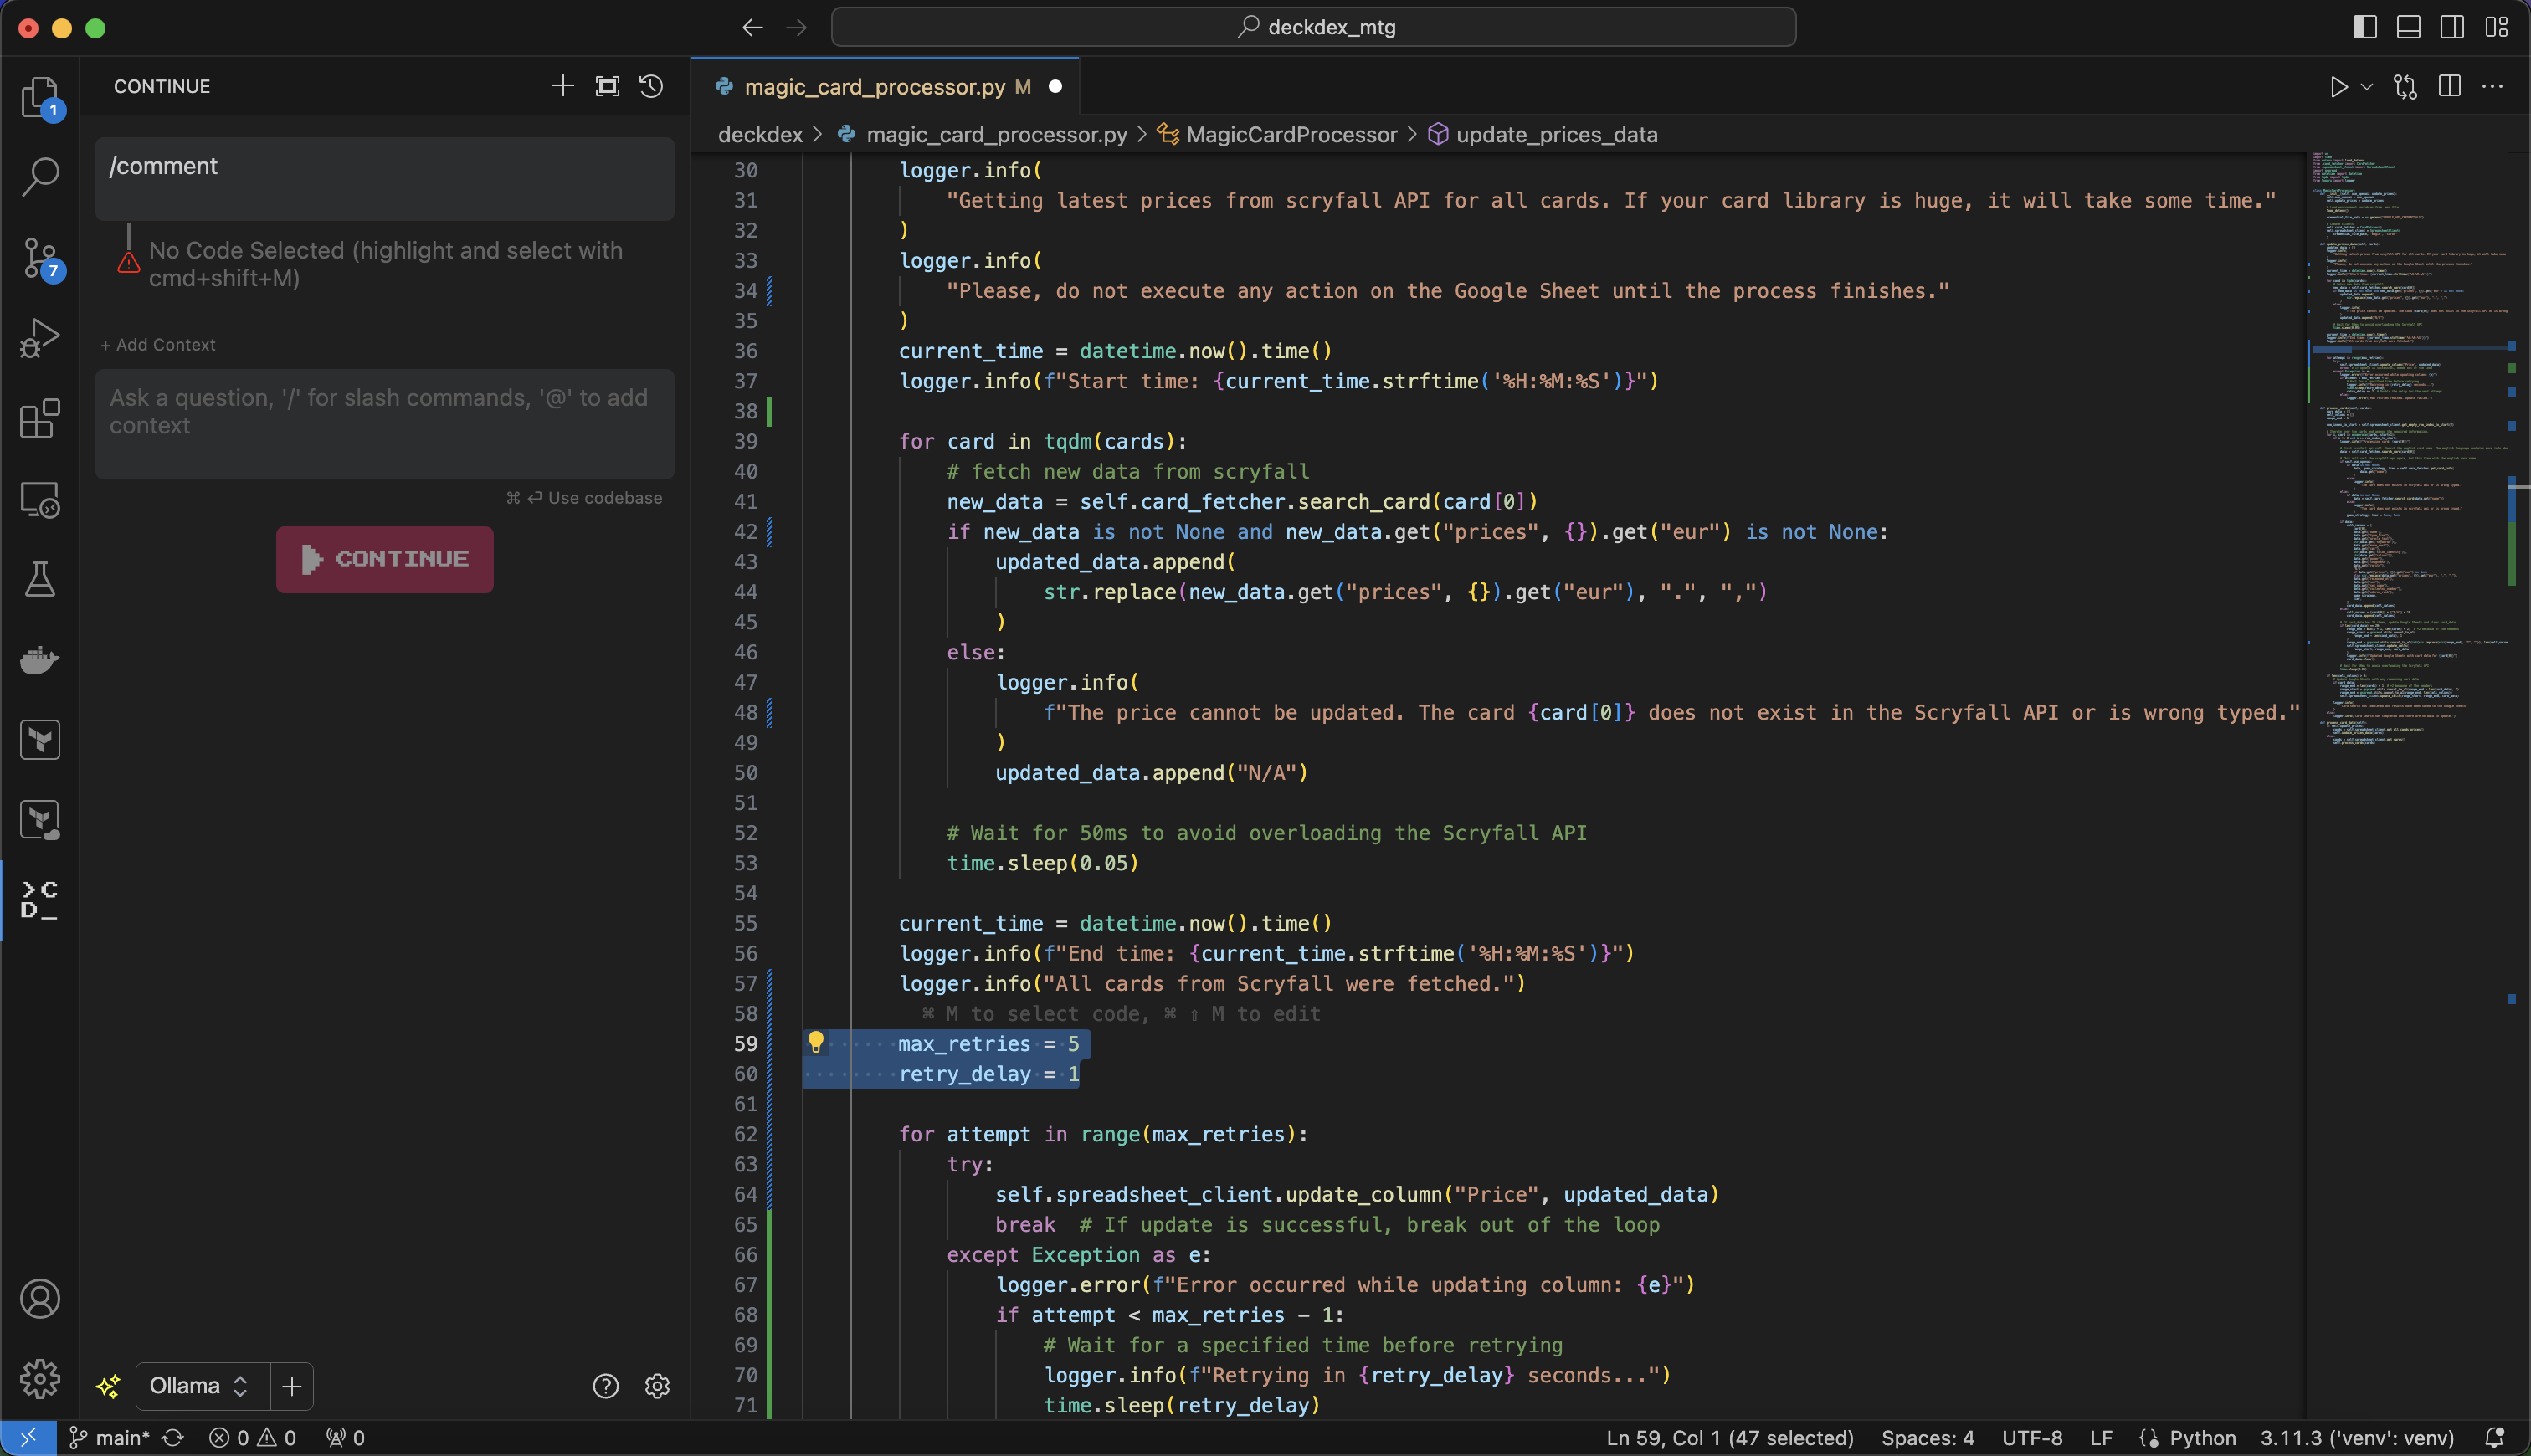 deckdex_mtg
CONTINUE
1
/comment
No Code Selected (highlight and select with
cmd+shift+M)
+ Add Context
Ask a question, '/' for slash commands, '@' to add
context
⌘ ⏎ Use codebase
CONTINUE
7
>C
D_
Ollama
magic_card_processor.py M
deckdex > magic_card_processor.py > MagicCardProcessor > update_prices_data
30 logger.info(
31 "Getting latest prices from scryfall API for all cards. If your card library is huge, it will take some time."
32 )
33 logger.info(
34 "Please, do not execute any action on the Google Sheet until the process finishes."
35 )
36 current_time = datetime.now().time()
37 logger.info(f"Start time: {current_time.strftime('%H:%M:%S')}")
38
39 for card in tqdm(cards):
40 # fetch new data from scryfall
41 new_data = self.card_fetcher.search_card(card[0])
42 if new_data is not None and new_data.get("prices", {}).get("eur") is not None:
43 updated_data.append(
44 str.replace(new_data.get("prices", {}).get("eur"), ".", ",")
45 )
46 else:
47 logger.info(
48 f"The price cannot be updated. The card {card[0]} does not exist in the Scryfall API or is wrong typed."
49 )
50 updated_data.append("N/A")
51
52 # Wait for 50ms to avoid overloading the Scryfall API
53 time.sleep(0.05)
54
55 current_time = datetime.now().time()
56 logger.info(f"End time: {current_time.strftime('%H:%M:%S')}")
57 logger.info("All cards from Scryfall were fetched.")
58 ⌘ M to select code, ⌘ ⇧ M to edit
59 max_retries = 5
60 retry_delay = 1
61
62 for attempt in range(max_retries):
63 try:
64 self.spreadsheet_client.update_column("Price", updated_data)
65 break # If update is successful, break out of the loop
66 except Exception as e:
67 logger.error(f"Error occurred while updating column: {e}")
68 if attempt < max_retries - 1:
69 # Wait for a specified time before retrying
70 logger.info(f"Retrying in {retry_delay} seconds...")
71 time.sleep(retry_delay)
main* 0 0 0 Ln 59, Col 1 (47 selected) Spaces: 4 UTF-8 LF Python 3.11.3 ('venv': venv)